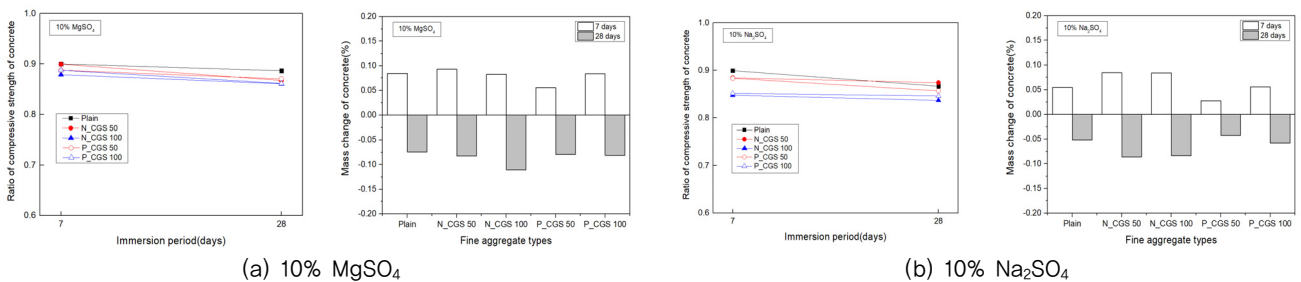 10% MgSO₄
Ratio of compressive strength of concrete
1.0
0.9
0.8
0.7
0.6
Plain
N_CGS 50
N_CGS 100
P_CGS 50
P_CGS 100
7
28
Immersion period(days)
10% MgSO₄
7 days
28 days
Mass change of concrete(%)
0.20
0.15
0.10
0.05
0.00
-0.05
-0.10
-0.15
-0.20
Plain
N_CGS 50
N_CGS 100
P_CGS 50
P_CGS 100
Fine aggregate types
(a) 10% MgSO₄
10% Na₂SO₄
Ratio of compressive strength of concrete
1.0
0.9
0.8
0.7
0.6
Plain
N_CGS 50
N_CGS 100
P_CGS 50
P_CGS 100
7
28
Immersion period(days)
10% Na₂SO₄
7 days
28 days
Mass change of concrete(%)
0.20
0.15
0.10
0.05
0.00
-0.05
-0.10
-0.15
-0.20
Plain
N_CGS 50
N_CGS 100
P_CGS 50
P_CGS 100
Fine aggregate types
(b) 10% Na₂SO₄